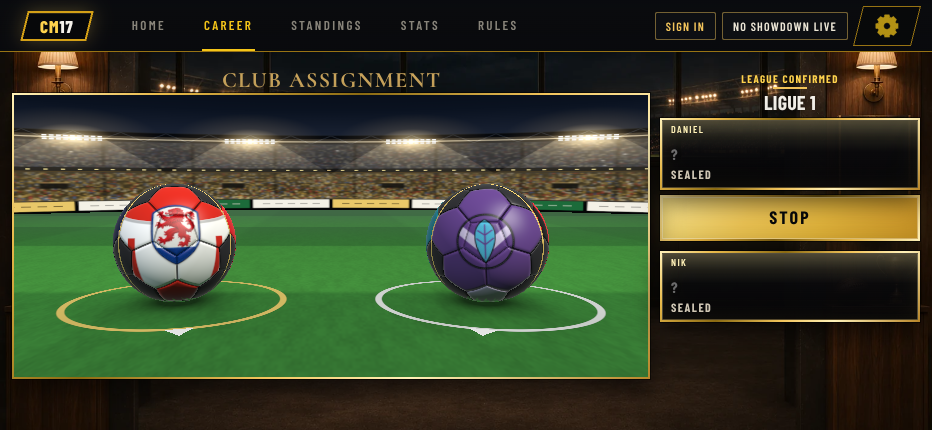 CM17
HOME
CAREER
STANDINGS
STATS
RULES
SIGN IN
NO SHOWDOWN LIVE
CLUB ASSIGNMENT
LEAGUE CONFIRMED
LIGUE 1
DANIEL
?
SEALED
STOP
NIK
?
SEALED